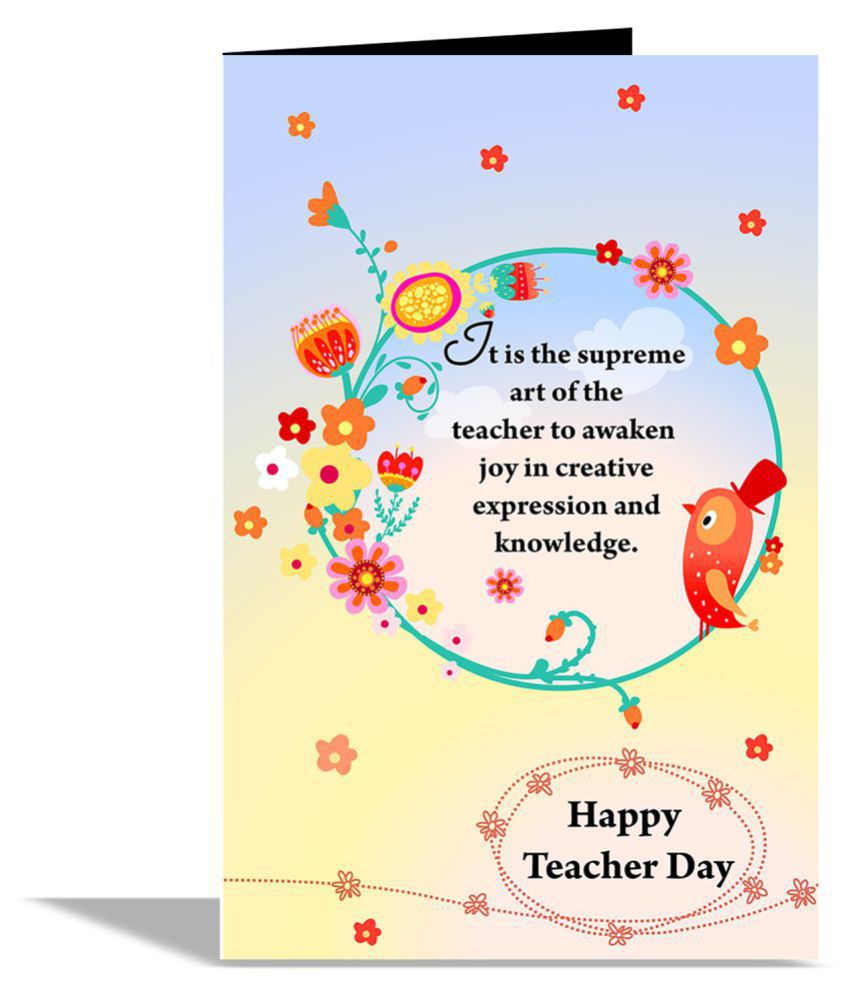 It is the supreme
art of the
teacher to awaken
joy in creative
expression and
knowledge.
Happy
Teacher Day